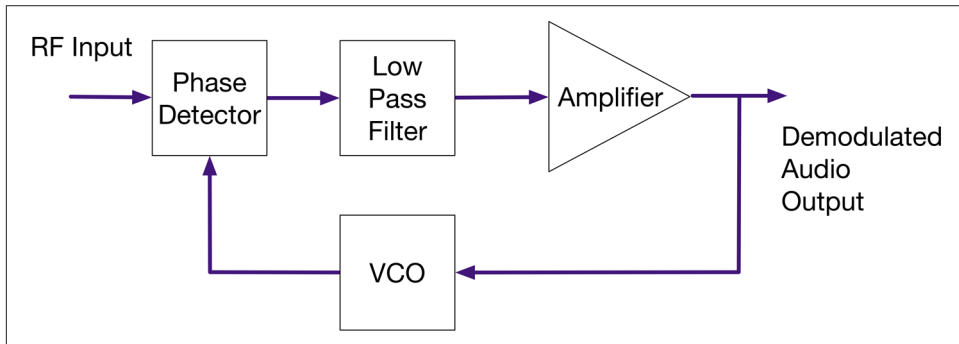 RF Input
Phase
Detector
Low
Pass
Filter
Amplifier
Demodulated
Audio
Output
VCO